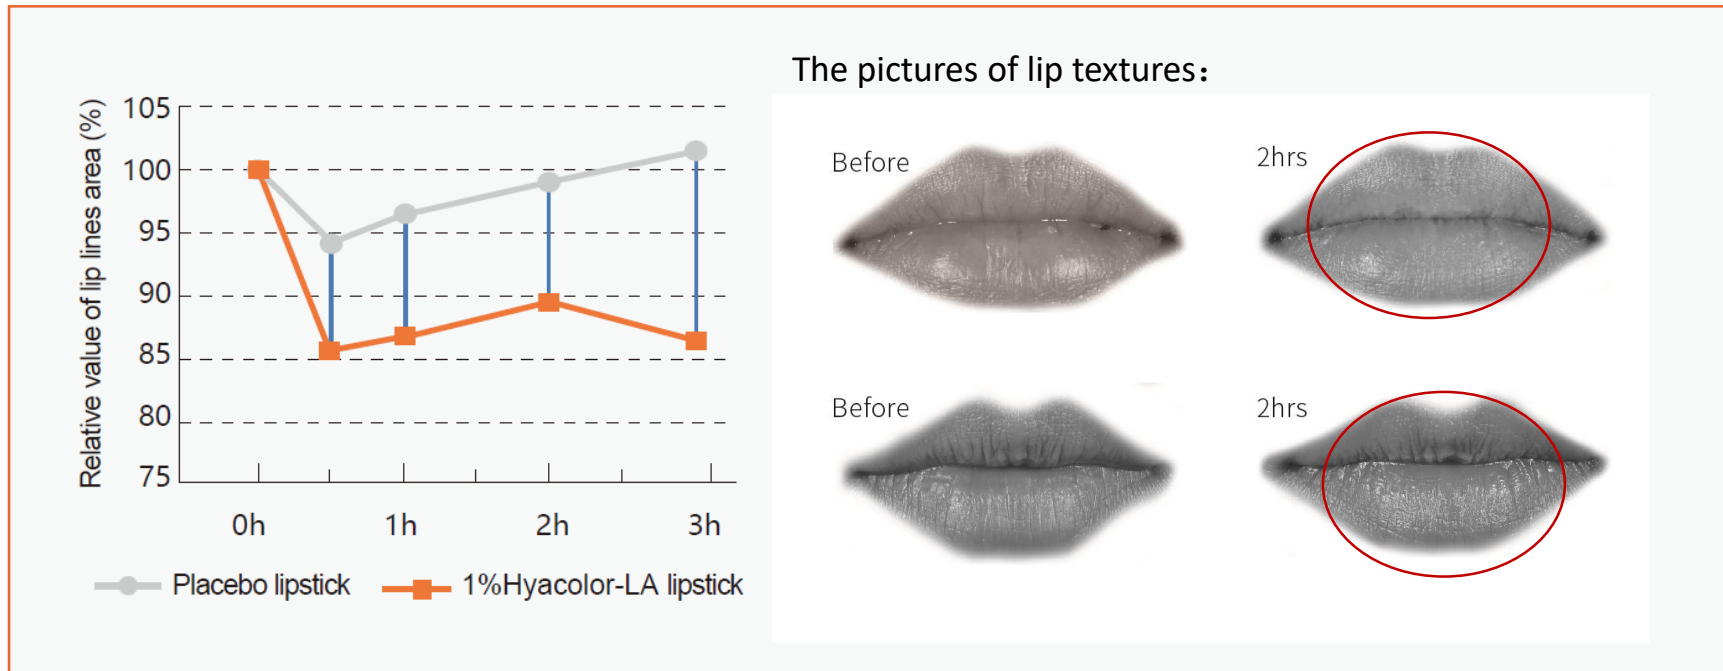 The pictures of lip textures：
Relative value of lip lines area (%)
105
100
95
90
85
80
75
0h 1h 2h 3h
Placebo lipstick 1%Hyacolor-LA lipstick
Before 2hrs
Before 2hrs